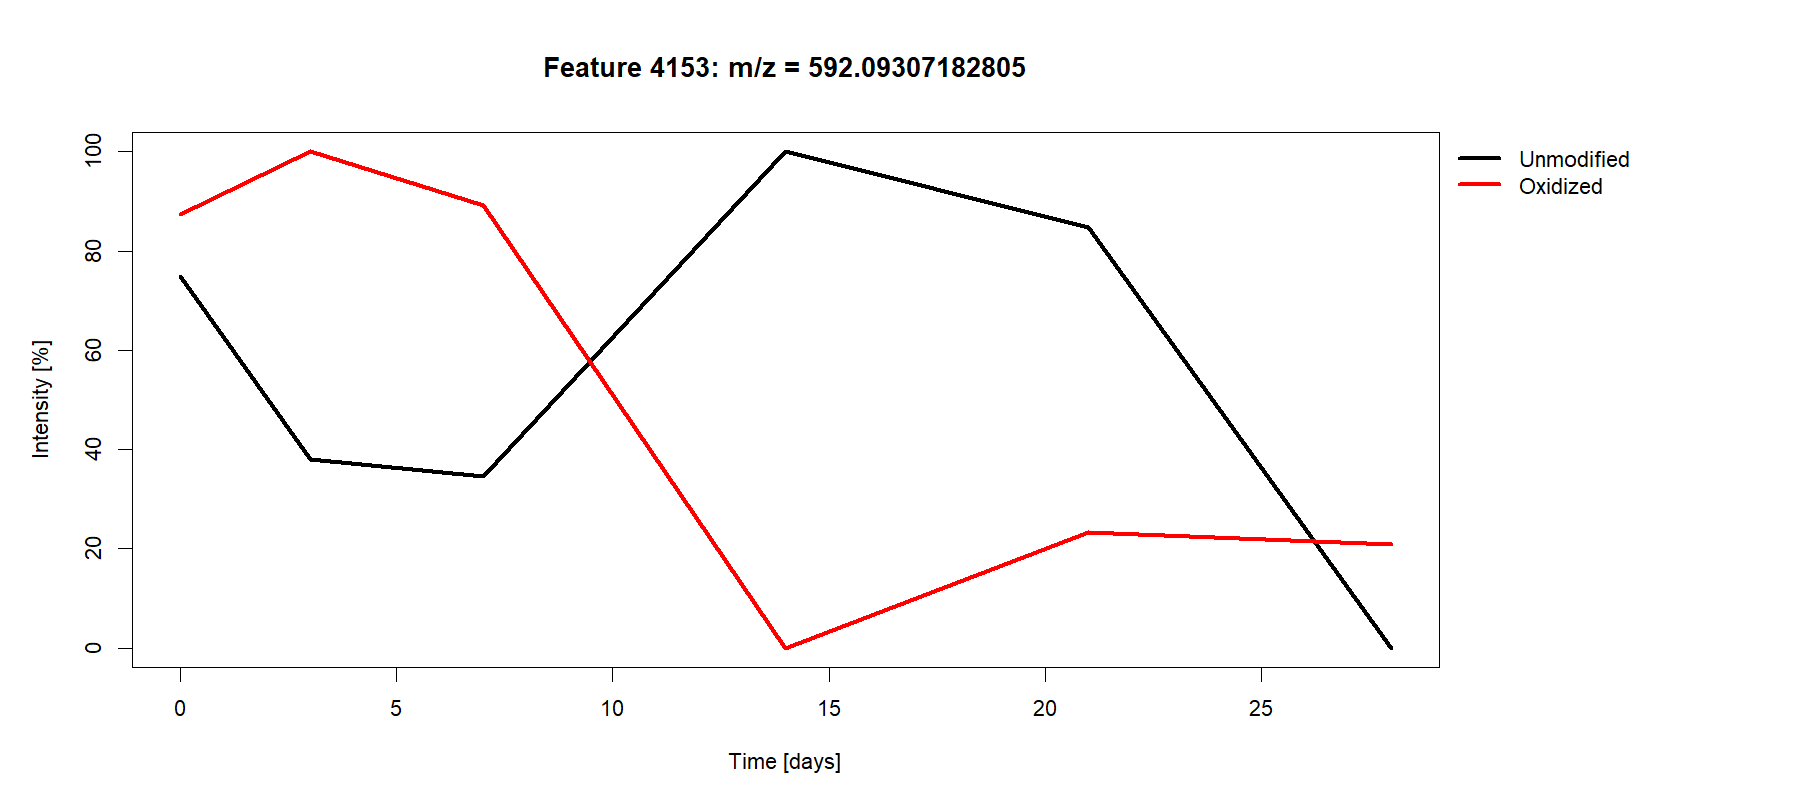 Feature 4153: m/z = 592.09307182805
Unmodified
Oxidized
Intensity [%]
100
80
60
40
20
0
0 5 10 15 20 25
Time [days]